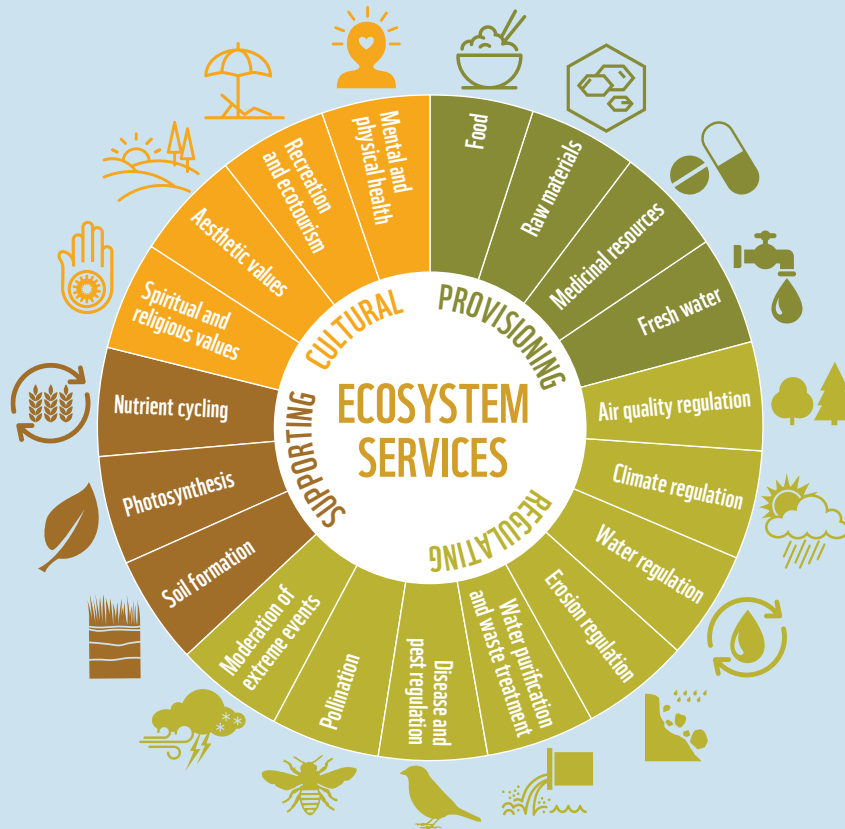 ECOSYSTEM
SERVICES
PROVISIONING
Food
Raw materials
Medicinal resources
Fresh water
REGULATING
Air quality regulation
Climate regulation
Water regulation
Erosion regulation
Water purification
and waste treatment
Disease and
pest regulation
Pollination
Moderation of
extreme events
SUPPORTING
Soil formation
Photosynthesis
Nutrient cycling
CULTURAL
Spiritual and
religious values
Aesthetic values
Recreation
and ecotourism
Mental and
physical health